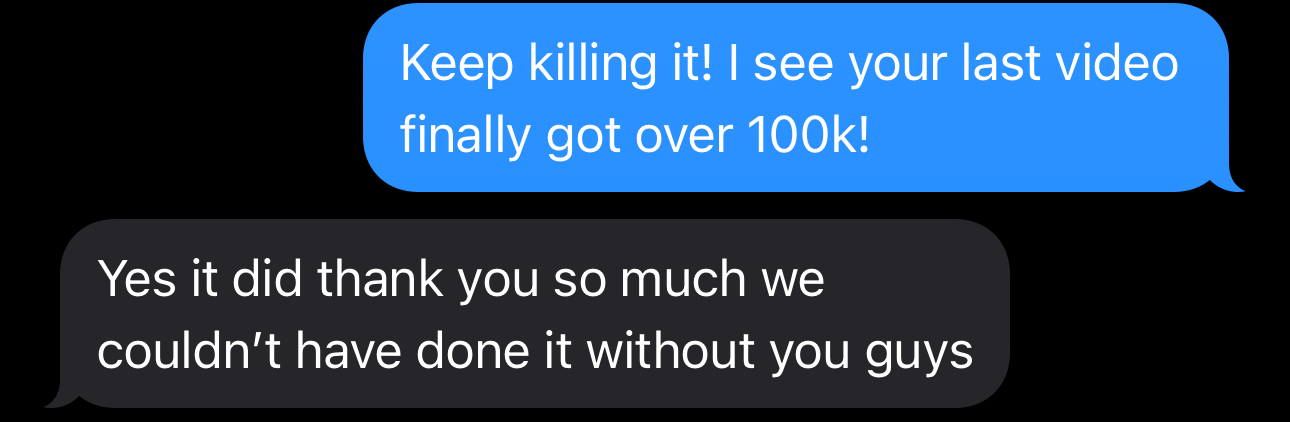 Keep killing it! I see your last video
finally got over 100k!
Yes it did thank you so much we
couldn’t have done it without you guys